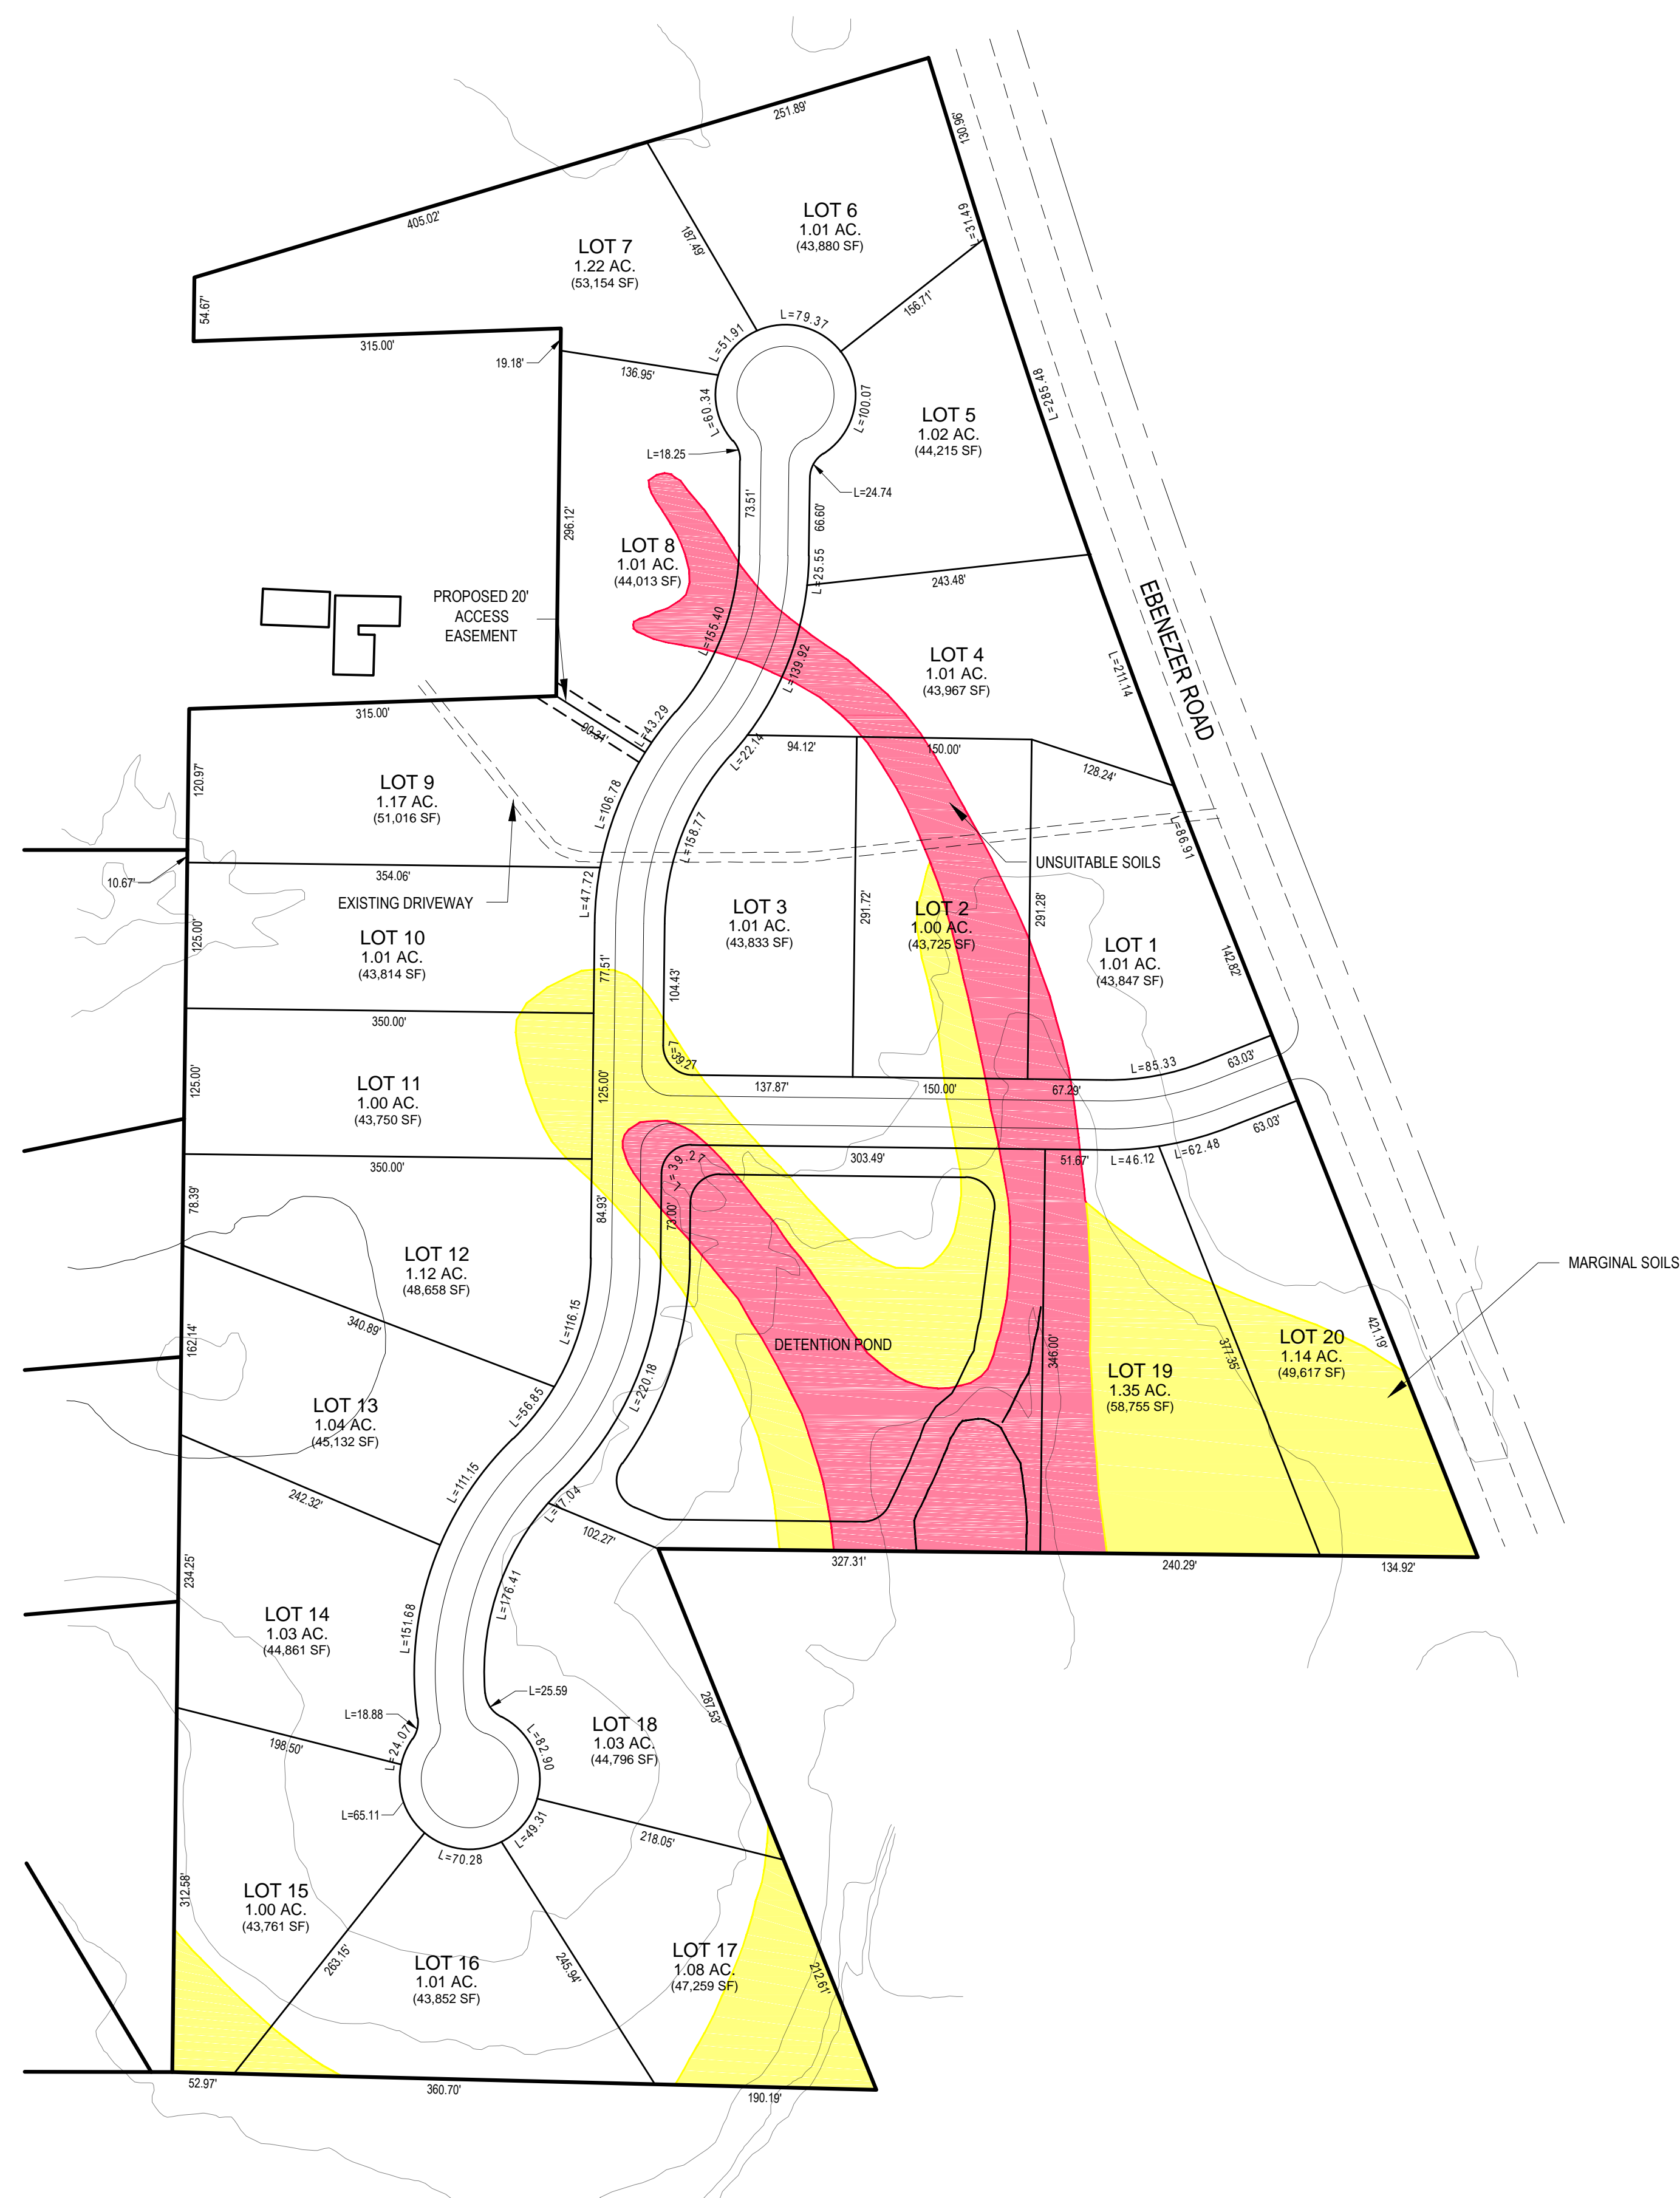 251.89'
130.96'
405.02'
LOT 6
1.01 AC.
(43,880 SF)
L=31.49
187.49'
LOT 7
1.22 AC.
(53,154 SF)
54.67'
156.71'
L=79.37
L=51.91
315.00'
19.18'
136.95'
L=285.48
L=60.34
L=100.07
LOT 5
1.02 AC.
(44,215 SF)
L=18.25
L=24.74
73.51'
66.60'
296.12'
LOT 8
1.01 AC.
(44,013 SF)
L=25.55
243.48'
PROPOSED 20'
ACCESS
EASEMENT
EBENEZER ROAD
L=155.40
L=139.92
LOT 4
1.01 AC.
(43,967 SF)
L=211.14
315.00'
90.31'
L=43.29
L=22.14
94.12'
150.00'
128.24'
120.97'
LOT 9
1.17 AC.
(51,016 SF)
L=106.78
L=158.77
L=86.91
UNSUITABLE SOILS
10.67'
354.06'
L=47.72
EXISTING DRIVEWAY
LOT 3
1.01 AC.
(43,833 SF)
291.72'
LOT 2
1.00 AC.
(43,725 SF)
291.28'
LOT 1
1.01 AC.
(43,847 SF)
142.82'
125.00'
LOT 10
1.01 AC.
(43,814 SF)
77.51'
104.43'
350.00'
L=39.27
137.87'
150.00'
67.29'
L=85.33
63.03'
125.00'
LOT 11
1.00 AC.
(43,750 SF)
125.00'
350.00'
L=39.27
303.49'
51.67'
L=46.12
L=62.48
63.03'
78.39'
84.93'
73.00'
LOT 12
1.12 AC.
(48,658 SF)
MARGINAL SOILS
340.89'
L=116.15
162.14'
DETENTION POND
346.00'
377.35'
LOT 20
1.14 AC.
(49,617 SF)
421.19'
LOT 19
1.35 AC.
(58,755 SF)
L=220.18
L=56.85
LOT 13
1.04 AC.
(45,132 SF)
L=111.15
242.32'
L=17.04
102.27'
327.31'
240.29'
134.92'
234.25'
L=176.41
LOT 14
1.03 AC.
(44,861 SF)
L=151.68
L=25.59
L=18.88
287.53'
LOT 18
1.03 AC.
(44,796 SF)
198.50'
L=24.07
L=82.90
L=65.11
L=49.31
218.05'
L=70.28
312.58'
LOT 15
1.00 AC.
(43,761 SF)
263.15'
LOT 16
1.01 AC.
(43,852 SF)
245.94'
LOT 17
1.08 AC.
(47,259 SF)
212.61'
52.97'
360.70'
190.19'